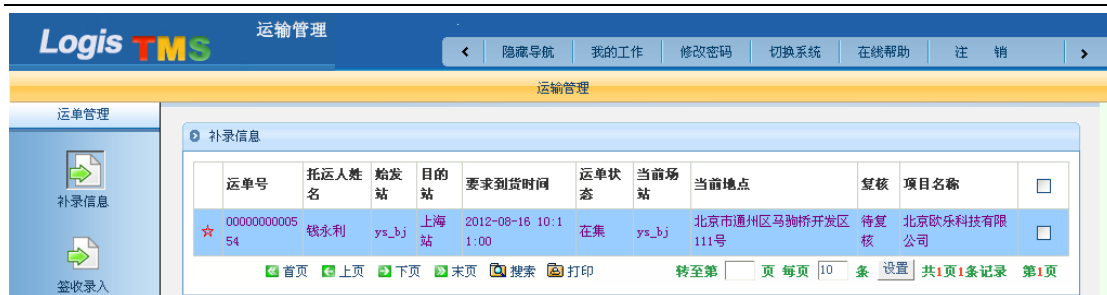 Logis TMS
运输管理
隐藏导航 我的工作 修改密码 切换系统 在线帮助 注 销
运输管理
运单管理
补录信息
签收录入
补录信息
运单号 托运人姓名 始发站 目的站 要求到货时间 运单状态 当前场站 当前地点 复核 项目名称
00000000005554 钱永利 ys_bj 上海站 2012-08-16 10:11:00 在集 ys_bj 北京市通州区马驹桥开发区111号 待复核 北京欧乐科技有限公司
首页 上页 下页 末页 搜索 打印 转至第 页 每页 10 条 设置 共1页1条记录 第1页